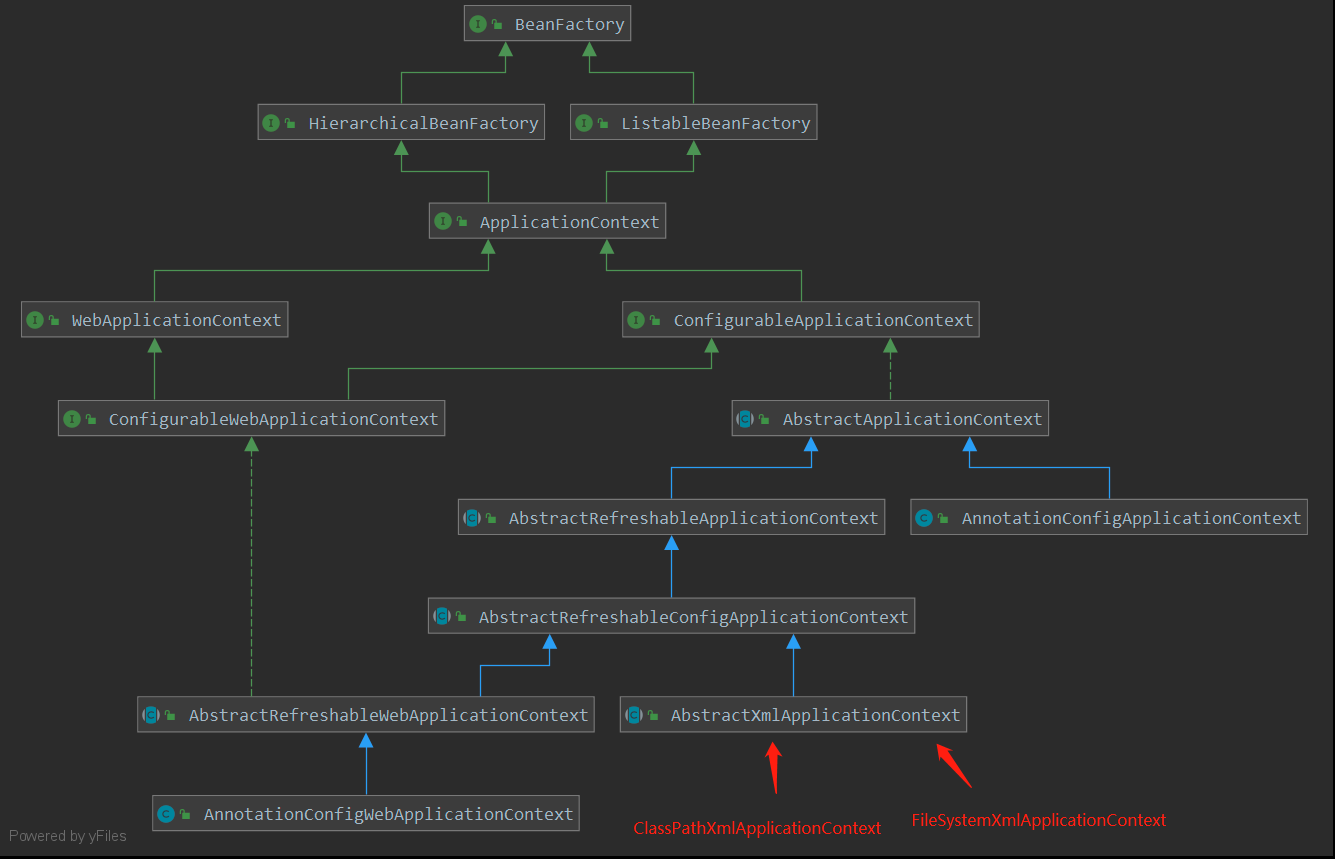 BeanFactory
HierarchicalBeanFactory
ListableBeanFactory
ApplicationContext
WebApplicationContext
ConfigurableApplicationContext
ConfigurableWebApplicationContext
AbstractApplicationContext
AbstractRefreshableApplicationContext
AnnotationConfigApplicationContext
AbstractRefreshableConfigApplicationContext
AbstractRefreshableWebApplicationContext
AbstractXmlApplicationContext
AnnotationConfigWebApplicationContext
ClassPathXmlApplicationContext
FileSystemXmlApplicationContext
Powered by yFiles